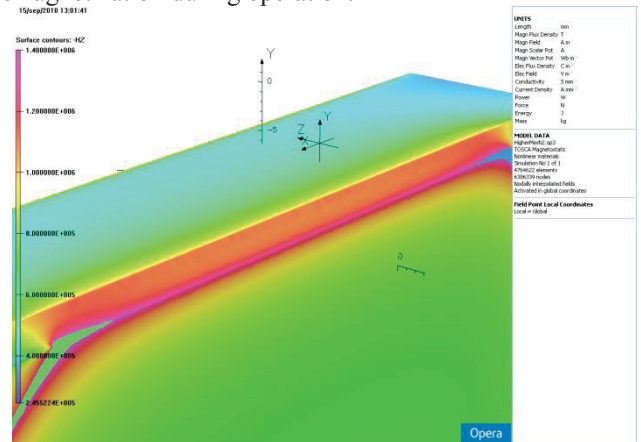 15/sep/2010 13:01:41
Surface contours: -HZ
1.400000E+006
1.200000E+006
1.000000E+006
8.000000E+005
6.000000E+005
4.000000E+005
2.455224E+005
Y
0
-5
Z
Y
X
0
UNITS
Length mm
Magn Flux Density T
Magn Field A m
Magn Scalar Pot A
Magn Vector Pot Wb m
Elec Flux Density C m
Elec Field V m
Conductivity S mm
Current Density A mm
Power W
Force N
Energy J
Mass kg
MODEL DATA
HigherMesh2.op3
TOSCA Magnetostatic
Nonlinear materials
Simulation No 1 of 1
4784622 elements
6386339 nodes
Nodally interpolated fields
Activated in global coordinates
Field Point Local Coordinates
Local = Global
Opera